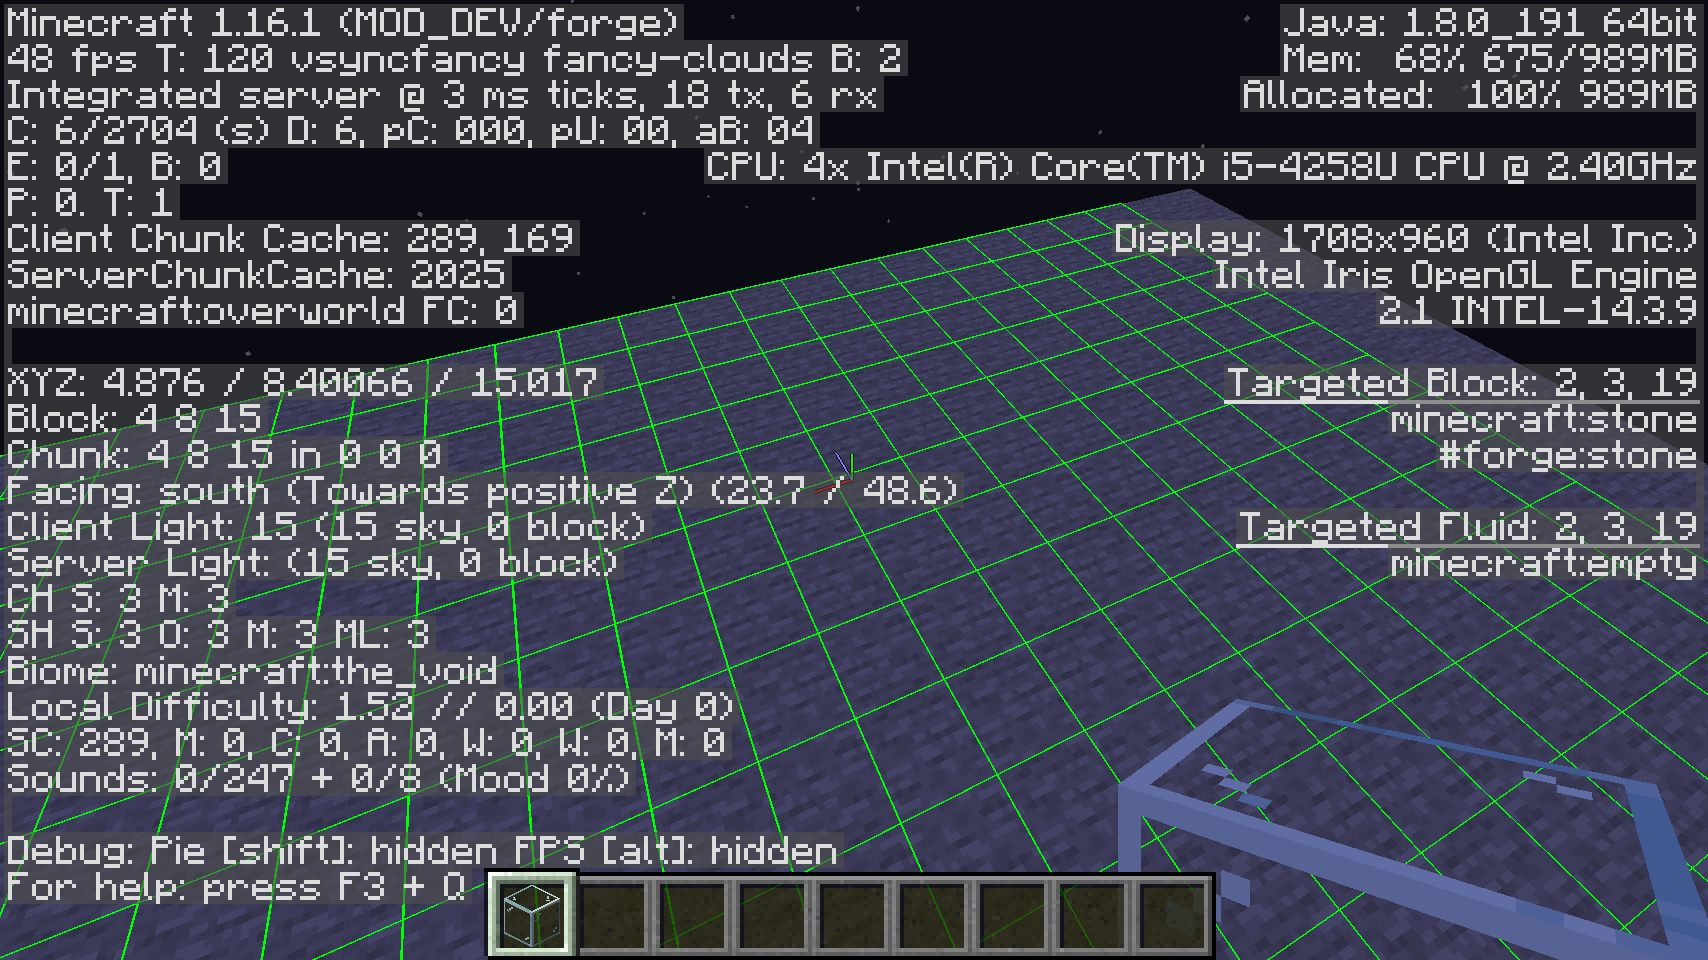 Minecraft 1.16.1 (MOD_DEV/forge)
48 fps T: 120 vsyncfancy fancy-clouds B: 2
Integrated server @ 3 ms ticks, 18 tx, 6 rx
C: 6/2704 (s) D: 6, pC: 000, pU: 00, aB: 04
E: 0/1, B: 0
P: 0. T: 1
Client Chunk Cache: 289, 169
ServerChunkCache: 2025
minecraft:overworld FC: 0
XYZ: 4.876 / 8.40066 / 15.017
Block: 4 8 15
Chunk: 4 8 15 in 0 0 0
Facing: south (Towards positive Z) (23.7 / 48.6)
Client Light: 15 (15 sky, 0 block)
Server Light: (15 sky, 0 block)
CH S: 3 M: 3
SH S: 3 O: 3 M: 3 ML: 3
Biome: minecraft:the_void
Local Difficulty: 1.52 // 0.00 (Day 0)
SC: 289, M: 0, C: 0, A: 0, W: 0, W: 0, M: 0
Sounds: 0/247 + 0/8 (Mood 0%)
Debug: Pie [shift]: hidden FPS [alt]: hidden
For help: press F3 + Q
Java: 1.8.0_191 64bit
Mem: 68% 675/989MB
Allocated: 100% 989MB
CPU: 4x Intel(R) Core(TM) i5-4258U CPU @ 2.40GHz
Display: 1708x960 (Intel Inc.)
Intel Iris OpenGL Engine
2.1 INTEL-14.3.9
Targeted Block: 2, 3, 19
minecraft:stone
#forge:stone
Targeted Fluid: 2, 3, 19
minecraft:empty